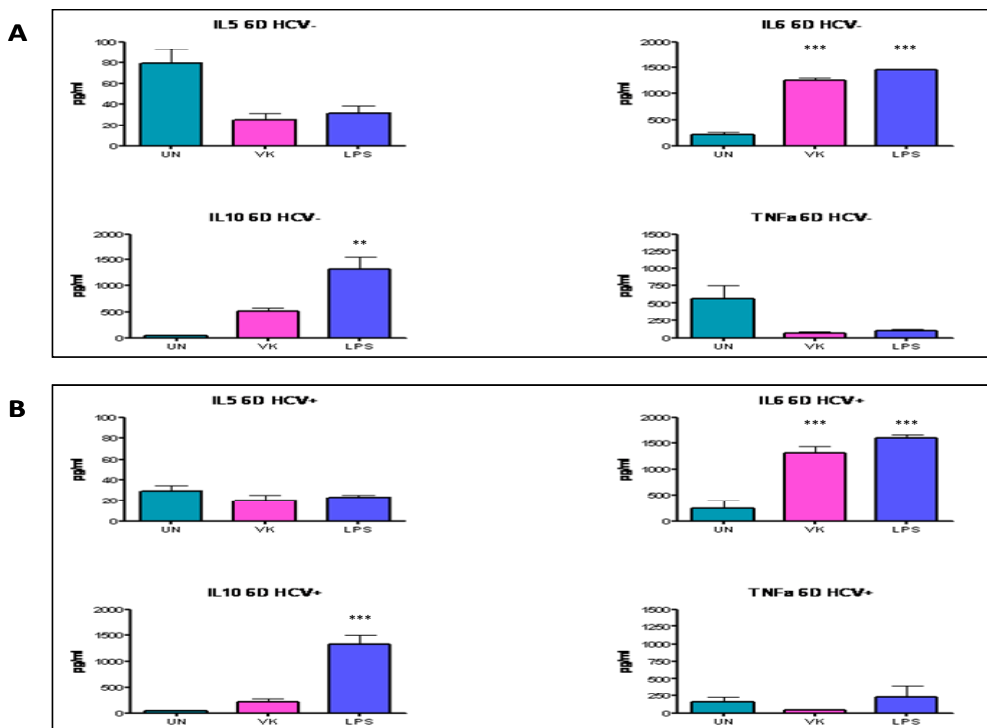 A
IL5 6D HCV-
pg/ml
100
80
60
40
20
0
UN VK LPS
IL6 6D HCV-
pg/ml
2000
1500
1000
500
0
*** ***
UN VK LPS
IL10 6D HCV-
pg/ml
2000
1500
1000
500
0
**
UN VK LPS
TNFa 6D HCV-
pg/ml
1500
1250
1000
750
500
250
0
UN VK LPS
B
IL5 6D HCV+
pg/ml
100
80
60
40
20
0
UN VK LPS
IL6 6D HCV+
pg/ml
2000
1500
1000
500
0
*** ***
UN VK LPS
IL10 6D HCV+
pg/ml
2000
1500
1000
500
0
***
UN VK LPS
TNFa 6D HCV+
pg/ml
1500
1250
1000
750
500
250
0
UN VK LPS